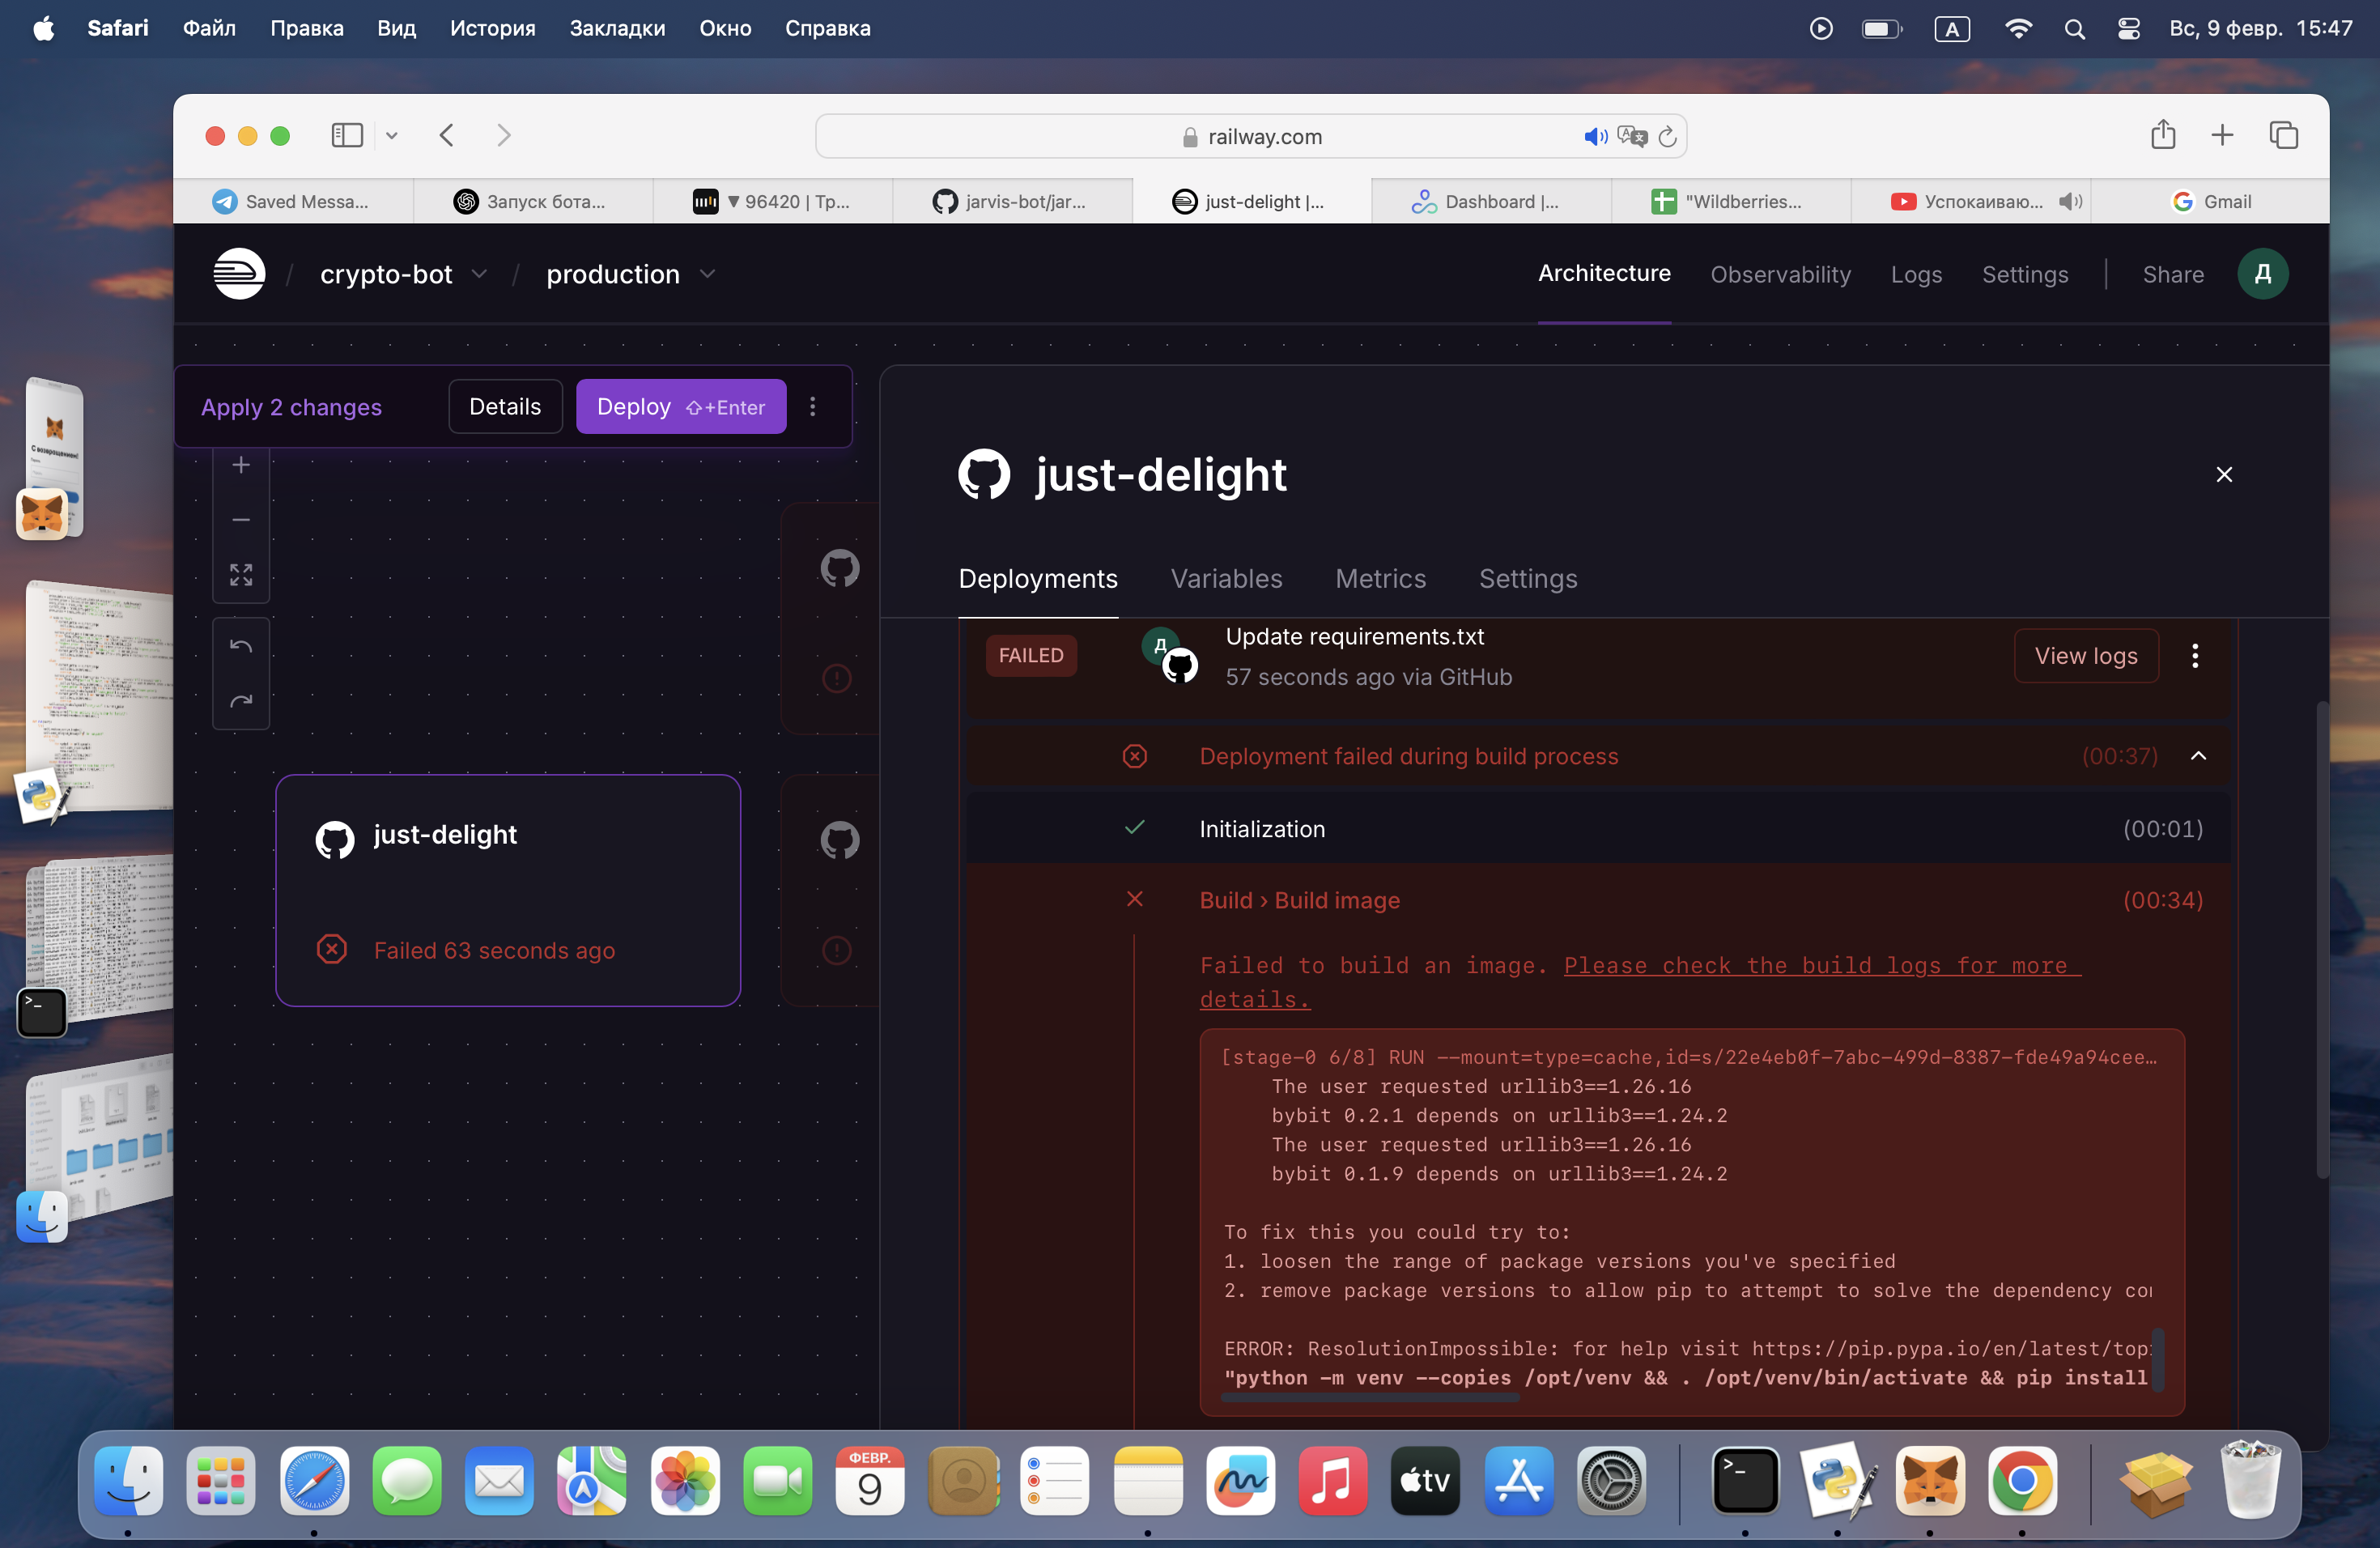 Safari Файл Правка Вид История Закладки Окно Справка A Вс, 9 февр. 15:47
railway.com
Saved Messa... Запуск бота... ▼ 96420 | Тр... jarvis-bot/jar... just-delight |... Dashboard |... "Wildberries... Успокаиваю... Gmail
/ crypto-bot / production Architecture Observability Logs Settings Share Д
Apply 2 changes Details Deploy ⇧+Enter
just-delight
Deployments Variables Metrics Settings
FAILED Д Update requirements.txt View logs
57 seconds ago via GitHub
Deployment failed during build process (00:37)
Initialization (00:01)
Build › Build image (00:34)
just-delight
Failed 63 seconds ago
Failed to build an image. Please check the build logs for more
details.
[stage-0 6/8] RUN --mount=type=cache,id=s/22e4eb0f-7abc-499d-8387-fde49a94cee…
The user requested urllib3==1.26.16
bybit 0.2.1 depends on urllib3==1.24.2
The user requested urllib3==1.26.16
bybit 0.1.9 depends on urllib3==1.24.2
To fix this you could try to:
1. loosen the range of package versions you've specified
2. remove package versions to allow pip to attempt to solve the dependency
ERROR: ResolutionImpossible: for help visit https://pip.pypa.io/en/latest/top
"python -m venv --copies /opt/venv && . /opt/venv/bin/activate && pip install
С возвращением!
ФЕВР.
9
tv